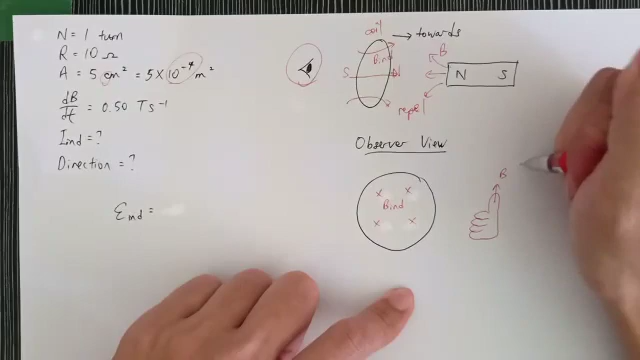 N = 1 turn
R = 10 Ω
A = 5 cm² = 5 × 10⁻⁴ m²
dB/dt = 0.50 T s⁻¹
Iind = ?
Direction = ?
Ɛind =
coil → towards
Bind
S N
repel
B
N S
Observer View
× ×
Bind
× ×
B